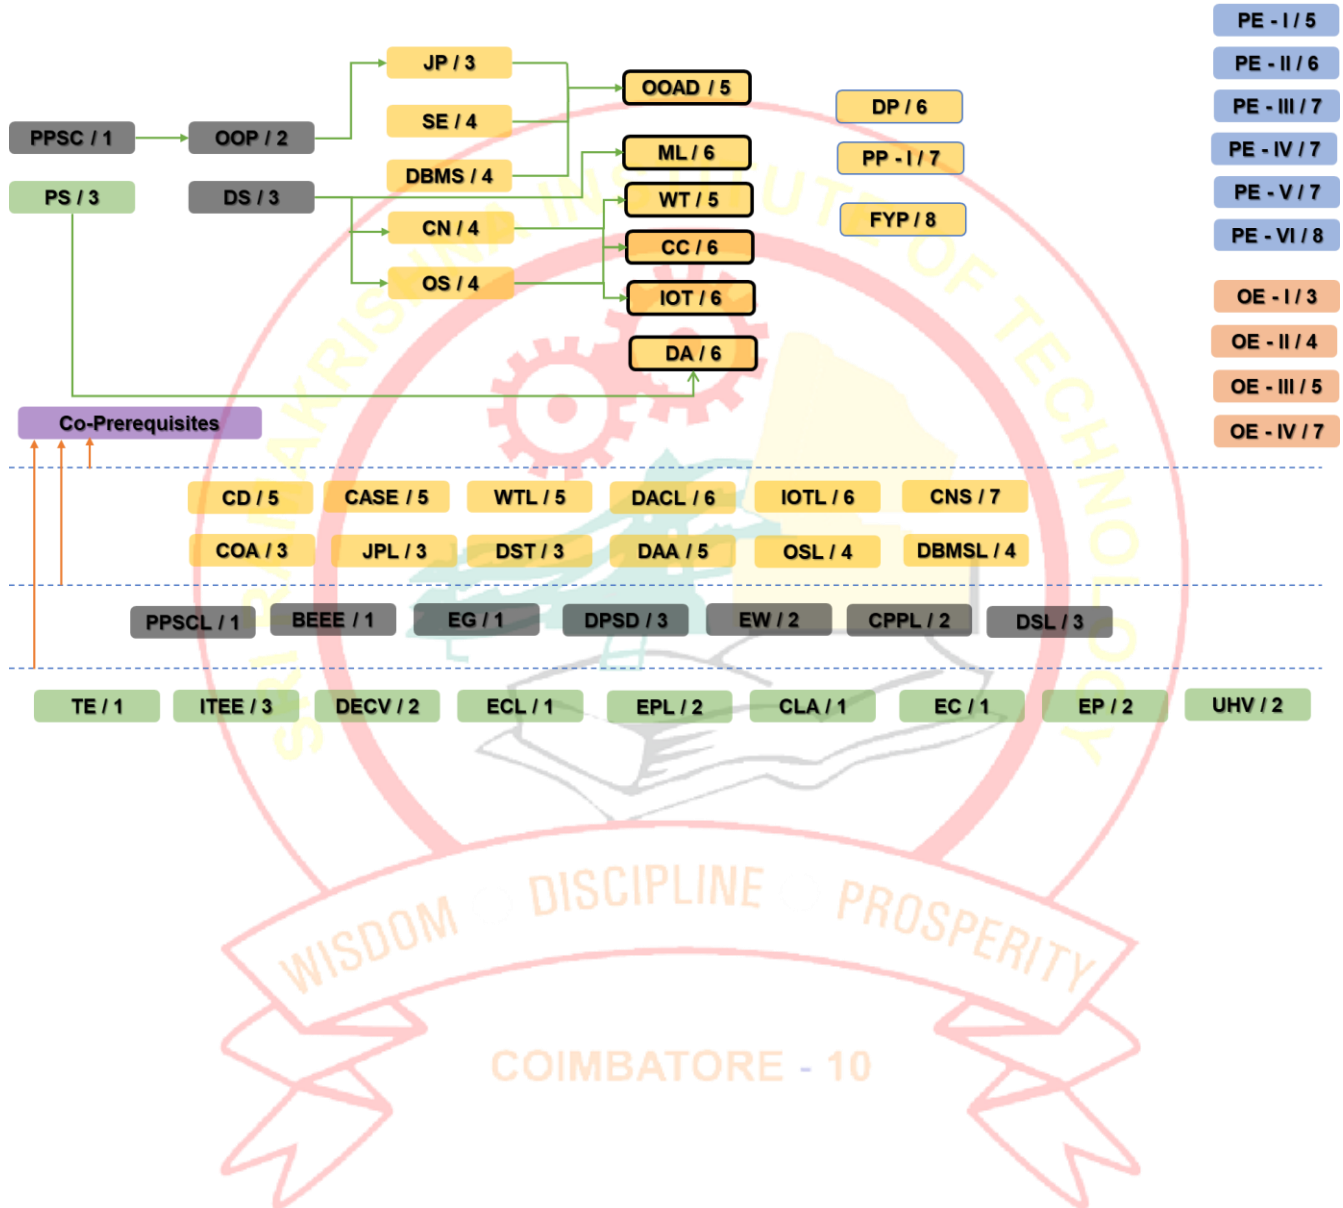 PE - I / 5
JP / 3
PE - II / 6
OOAD / 5
DP / 6
PE - III / 7
SE / 4
PPSC / 1
OOP / 2
ML / 6
PP - I / 7
PE - IV / 7
DBMS / 4
PS / 3
DS / 3
WT / 5
PE - V / 7
CN / 4
FYP / 8
PE - VI / 8
CC / 6
OS / 4
IOT / 6
OE - I / 3
DA / 6
OE - II / 4
OE - III / 5
Co-Prerequisites
OE - IV / 7
CD / 5
CASE / 5
WTL / 5
DACL / 6
IOTL / 6
CNS / 7
COA / 3
JPL / 3
DST / 3
DAA / 5
OSL / 4
DBMSL / 4
PPSCL / 1
BEEE / 1
EG / 1
DPSD / 3
EW / 2
CPPL / 2
DSL / 3
TE / 1
ITEE / 3
DECV / 2
ECL / 1
EPL / 2
CLA / 1
EC / 1
EP / 2
UHV / 2
SRI RAMAKRISHNA INSTITUTE OF TECHNOLOGY
WISDOM DISCIPLINE PROSPERITY
COIMBATORE - 10